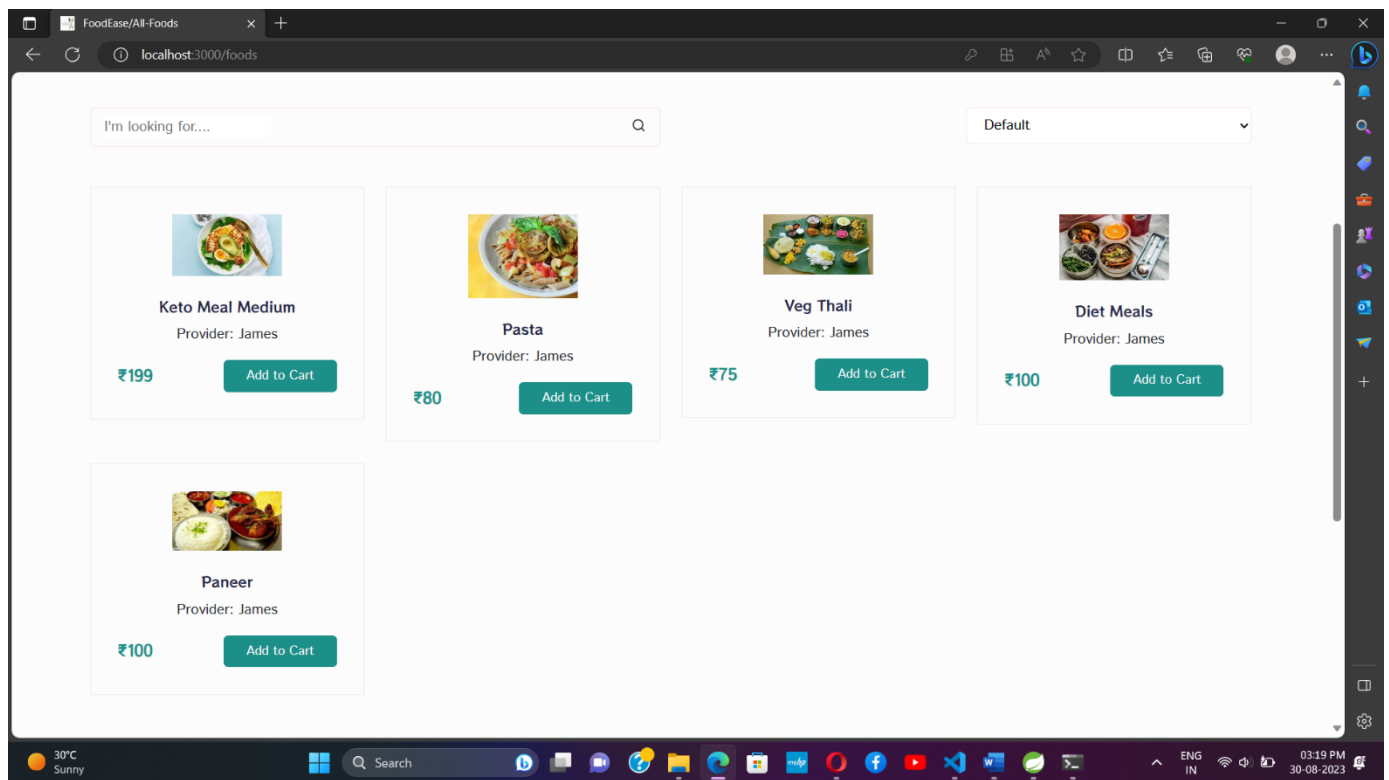 FoodEase/All-Foods
localhost:3000/foods
I'm looking for....
Default
Keto Meal Medium
Provider: James
₹199
Add to Cart
Pasta
Provider: James
₹80
Add to Cart
Veg Thali
Provider: James
₹75
Add to Cart
Diet Meals
Provider: James
₹100
Add to Cart
Paneer
Provider: James
₹100
Add to Cart
30°C
Sunny
Search
ENG
IN
03:19 PM
30-08-2023